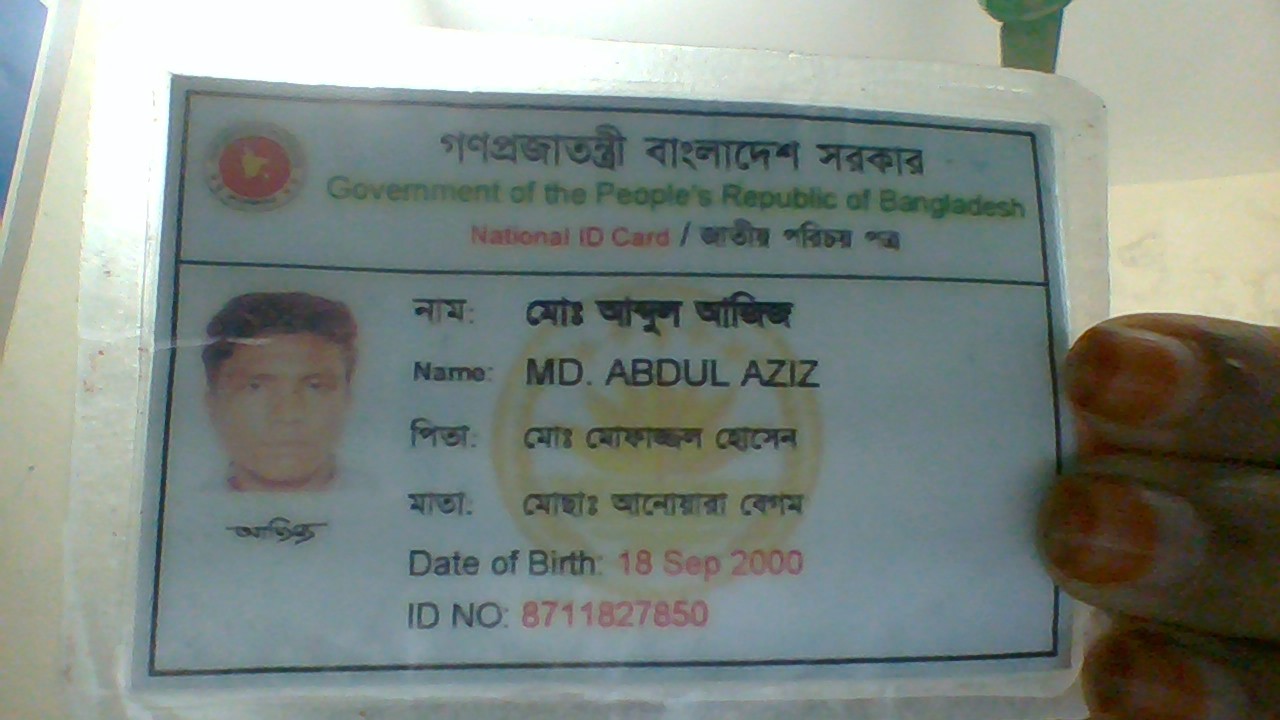 গণপ্রজাতন্ত্রী বাংলাদেশ সরকার
Government of the People's Republic of Bangladesh
National ID Card / জাতীয় পরিচয় পত্র
নাম: মোঃ আব্দুল আজিজ
Name: MD. ABDUL AZIZ
পিতা: মোঃ মোফাজ্জল হোসেন
মাতা: মোছাঃ আনোয়ারা বেগম
Date of Birth: 18 Sep 2000
ID NO: 8711827850
আজিজ